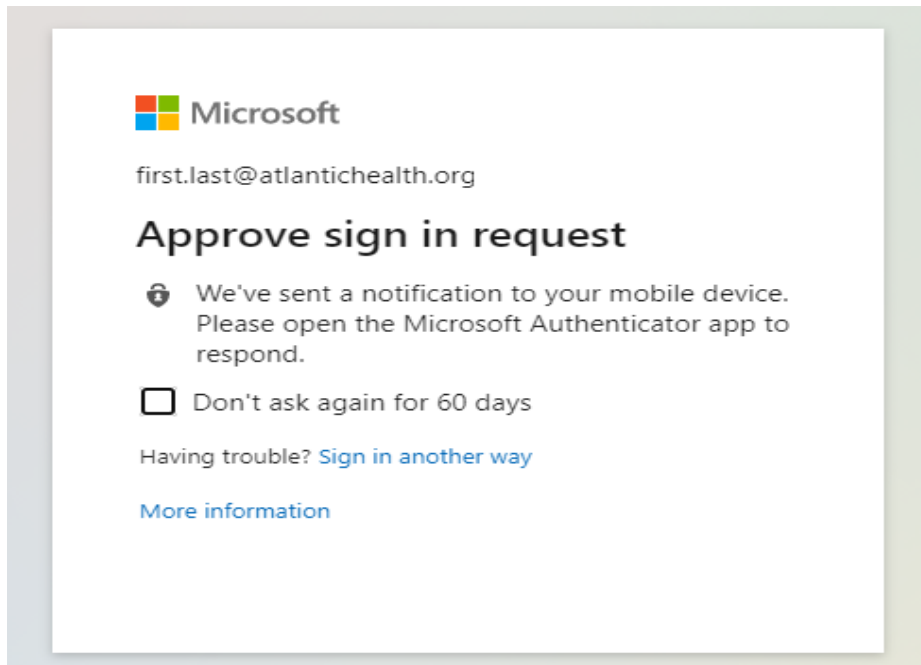 Microsoft
first.last@atlantichealth.org
Approve sign in request
We've sent a notification to your mobile device.
Please open the Microsoft Authenticator app to
respond.
Don't ask again for 60 days
Having trouble? Sign in another way
More information